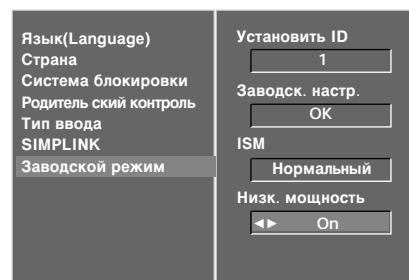 Язык(Language)
Страна
Система блокировки
Родитель ский контроль
Тип ввода
SIMPLINK
Заводской режим
Установить ID
1
Заводск. настр.
OK
ISM
Нормальный
Низк. мощность
◄► On